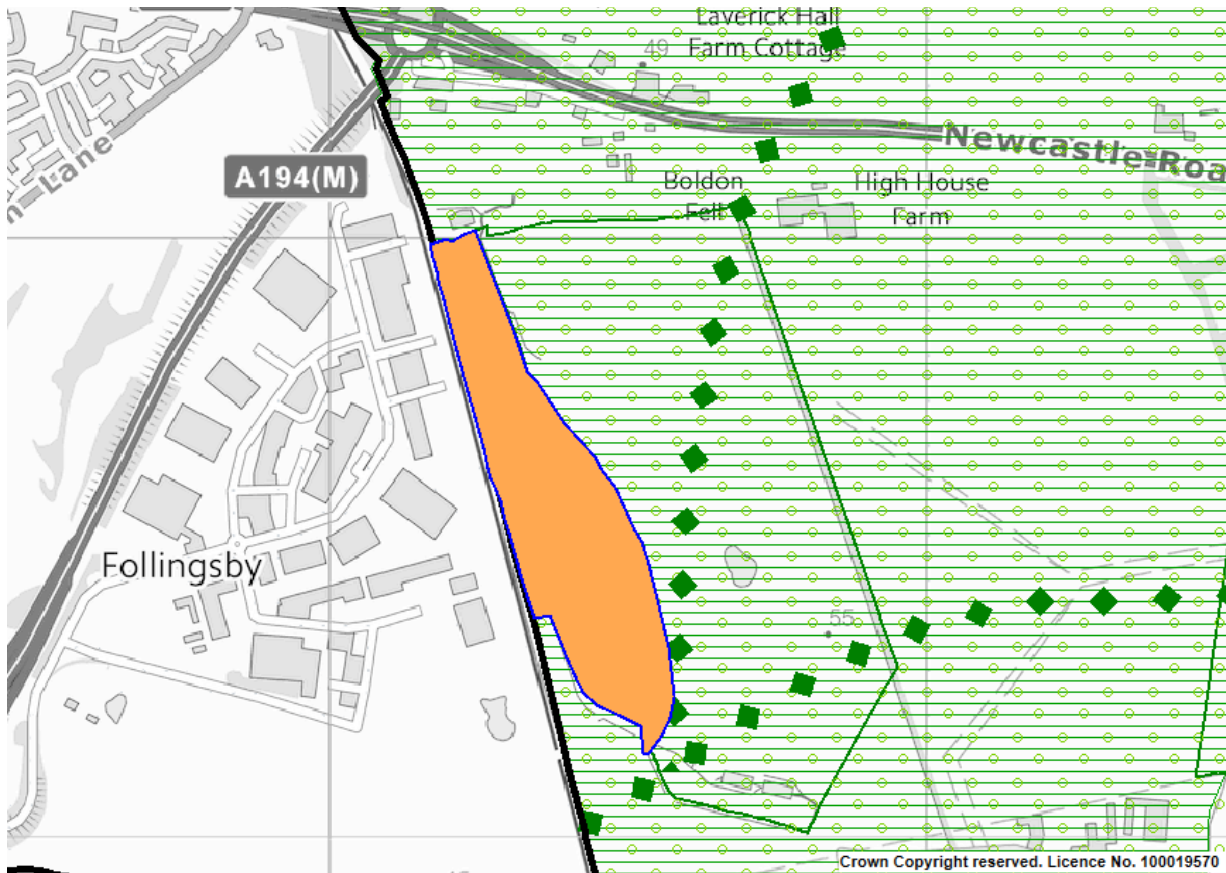 Laverick Hall
Farm Cottage
49
Newcastle Roa
Lane
A194(M)
Boldon
Fell
High House
Farm
Follingsby
55
Crown Copyright reserved. Licence No. 100019570